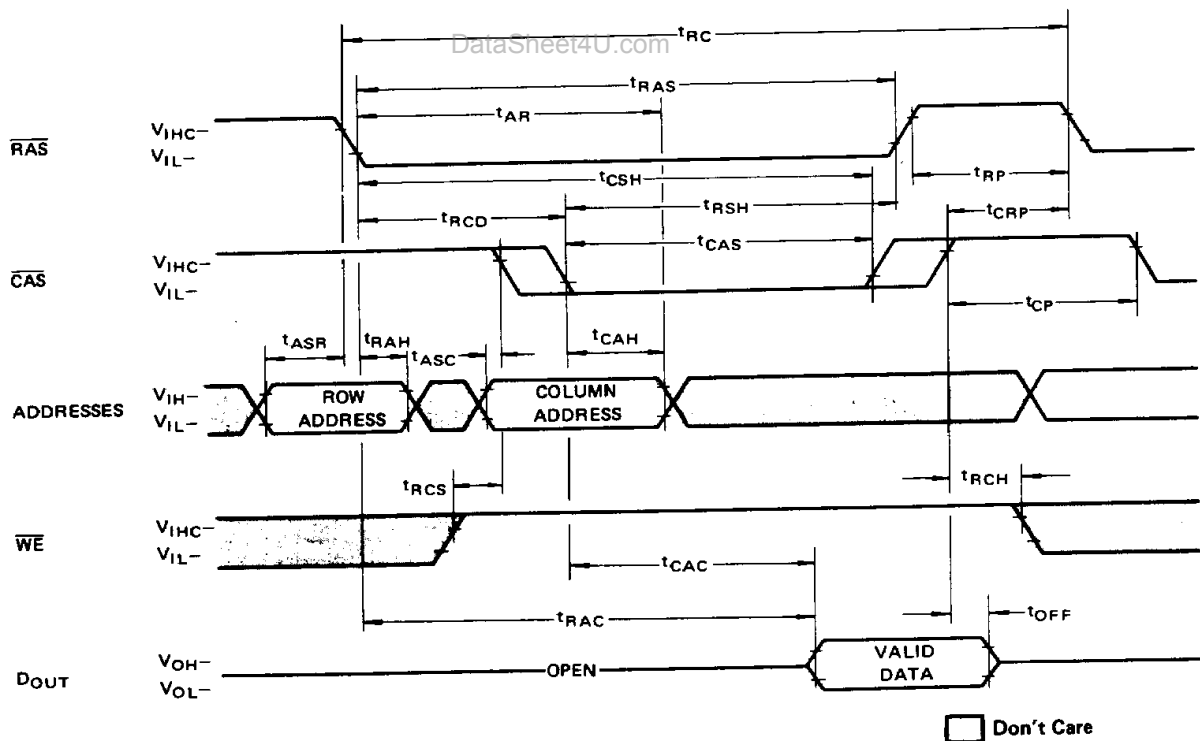 DataSheet4U.com
tRC
tRAS
tAR
RAS
VIHC–
VIL–
tCSH
tRP
tRSH
tRCD
tCRP
tCAS
CAS
VIHC–
VIL–
tCP
tASR
tRAH
tASC
tCAH
ADDRESSES
VIH–
VIL–
ROW
ADDRESS
COLUMN
ADDRESS
tRCS
tRCH
WE
VIHC–
VIL–
tCAC
tRAC
tOFF
DOUT
VOH–
VOL–
OPEN
VALID
DATA
Don't Care